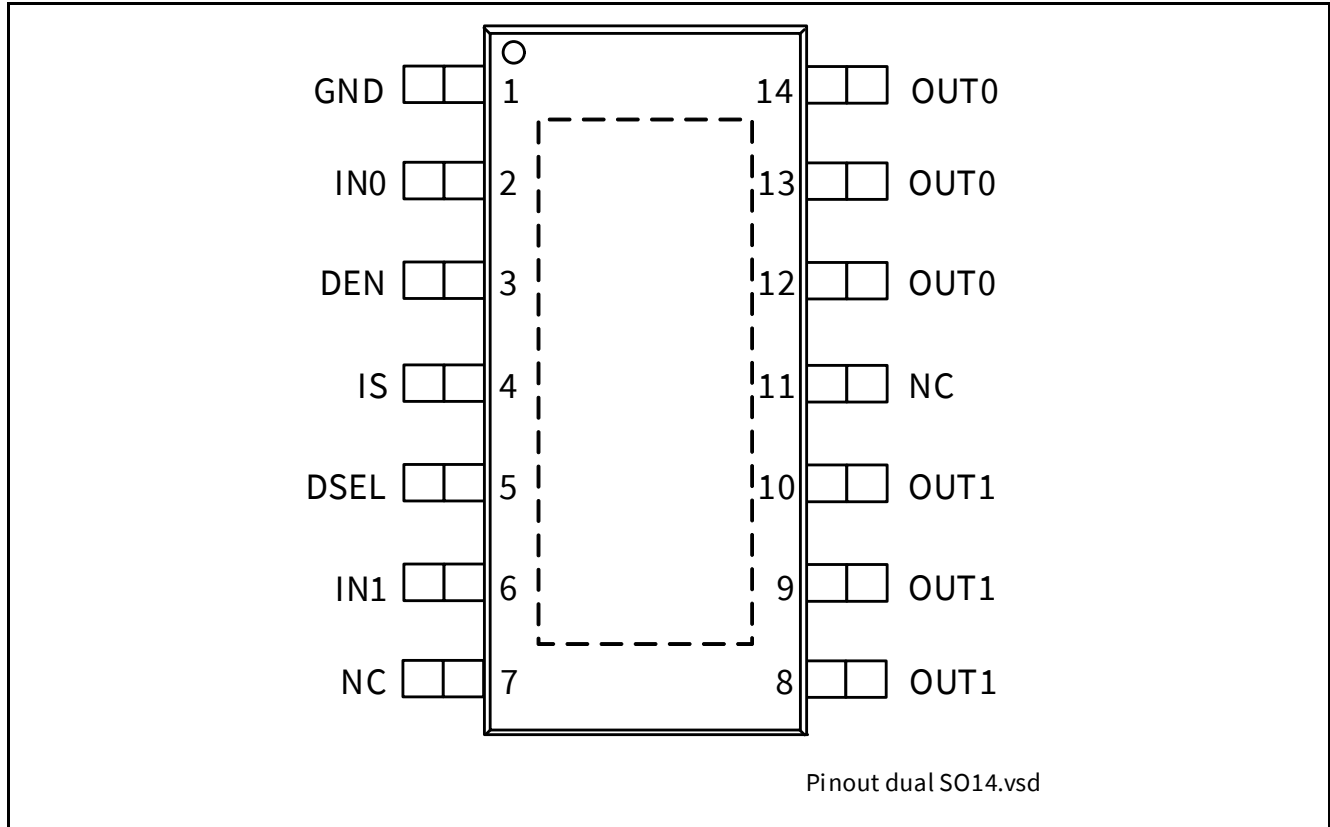 GND 1 14 OUT0
IN0 2 13 OUT0
DEN 3 12 OUT0
IS 4 11 NC
DSEL 5 10 OUT1
IN1 6 9 OUT1
NC 7 8 OUT1
Pinout dual SO14.vsd